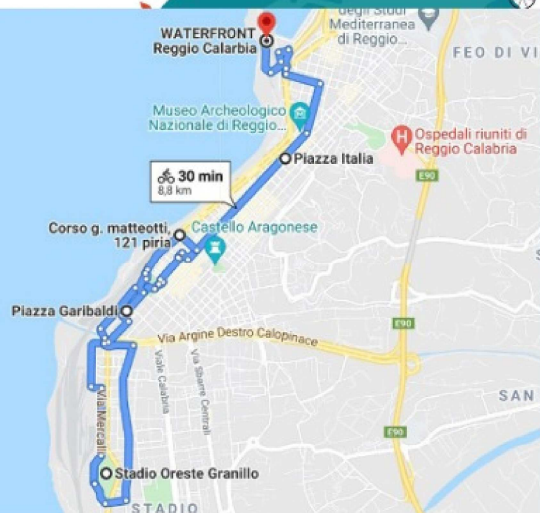 degli Studi
Mediterranea
di Reggio...
WATERFRONT
Reggio Calarbia
FEO DI VI
Museo Archeologico
Nazionale di Reggio...
H
Ospedali riuniti di
Reggio Calabria
Piazza Italia
E90
30 min
8,8 km
Corso g. matteotti,
121 piria
Castello Aragonese
Piazza Garibaldi
E90
Via Argine Destro Calopinace
Viale Calabria
Via Sbarre Centrali
Via Mercalli
SAN
E90
Stadio Oreste Granillo
STADIO